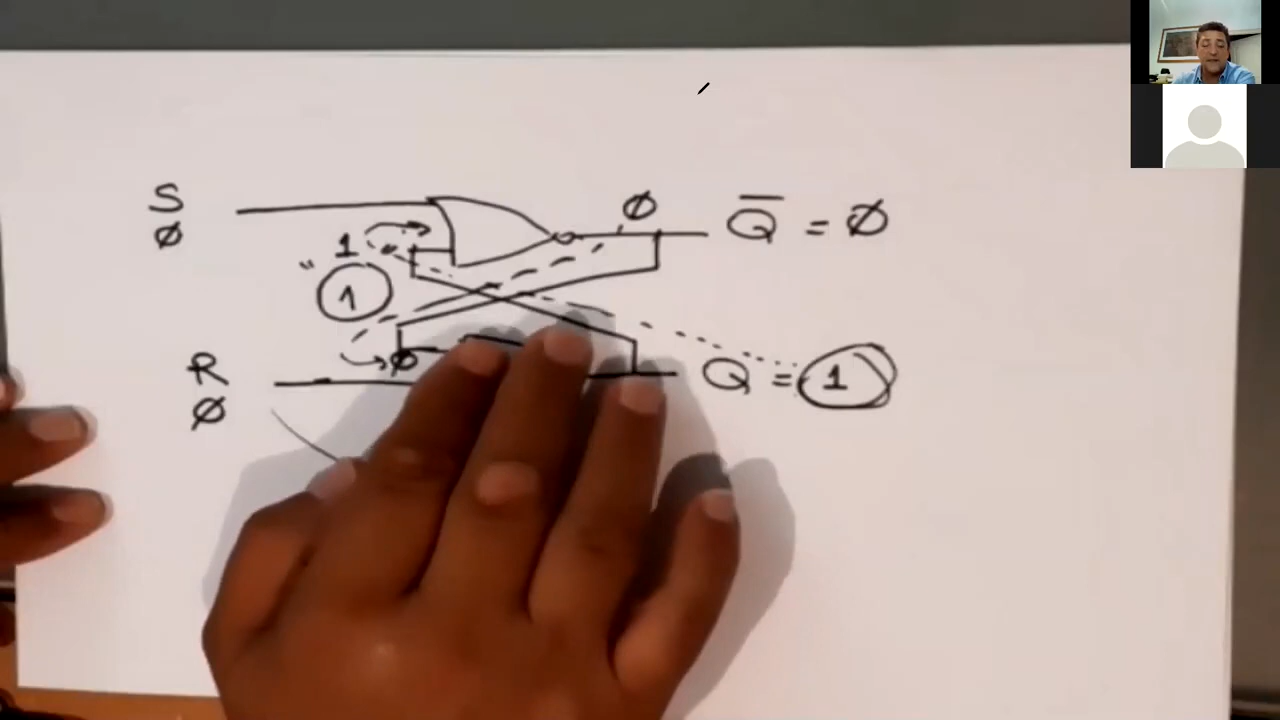 S
Ø
Ø
Q̅ = Ø
1
" 1
R
Ø
Ø
Q = 1